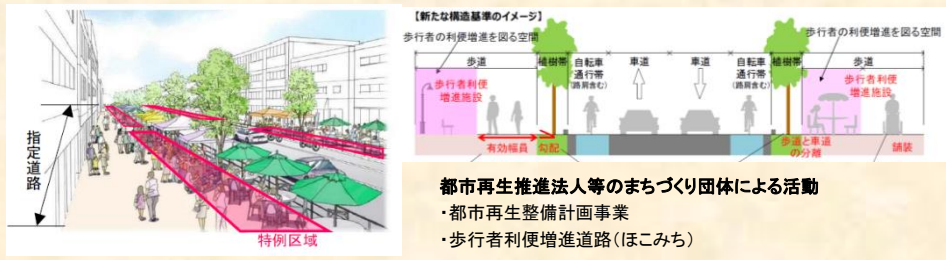 指定道路
特例区域
【新たな構造基準のイメージ】
歩行者の利便増進を図る空間
歩行者の利便増進を図る空間
歩道
植樹帯
自転車
通行帯
(路肩含む)
車道
車道
自転車
通行帯
(路肩含む)
植樹帯
歩道
歩行者利便
増進施設
歩行者利便
増進施設
有効幅員
勾配
歩道と車道
の分離
舗装
都市再生推進法人等のまちづくり団体による活動
・都市再生整備計画事業
・歩行者利便増進道路(ほこみち)